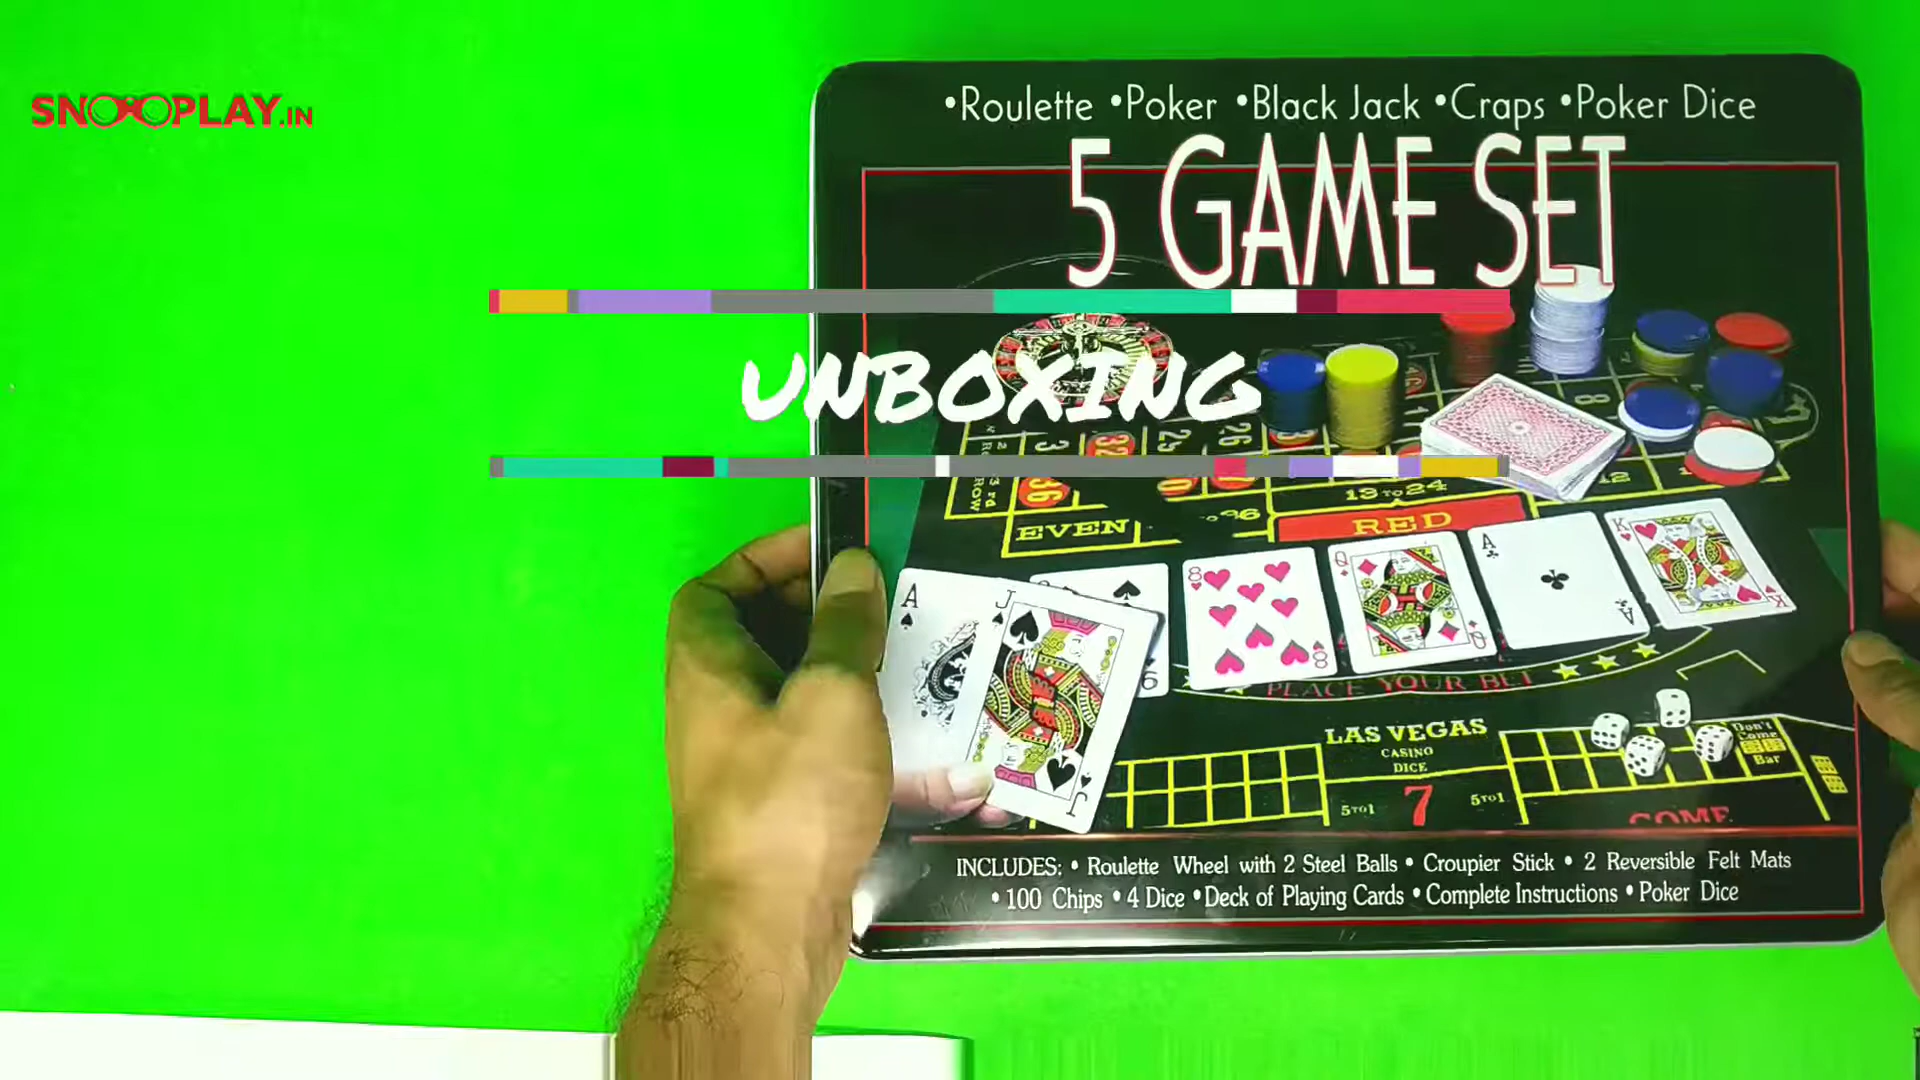 SNOOPLAY.IN
•Roulette •Poker •Black Jack •Craps •Poker Dice
5 GAME SET
UNBOXING
EVEN
13 TO 24
RED
A
J
8
Q
A
K
PLACE YOUR BET
LAS VEGAS
CASINO
DICE
5 TO 1 7 5 TO 1
Don't
Come
Bar
COME
INCLUDES: • Roulette Wheel with 2 Steel Balls • Croupier Stick • 2 Reversible Felt Mats
• 100 Chips • 4 Dice • Deck of Playing Cards • Complete Instructions • Poker Dice